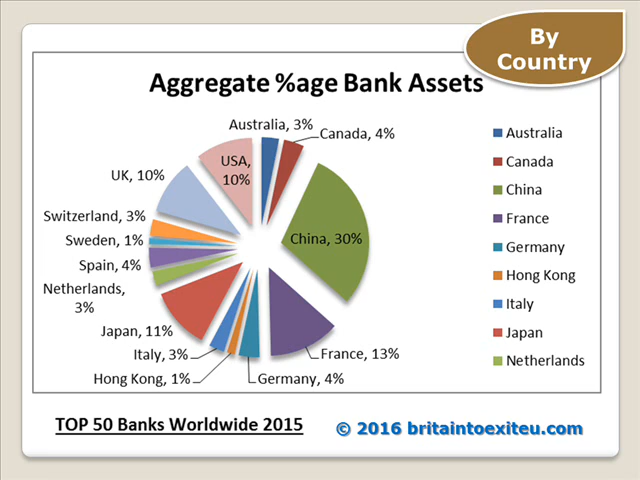 By
Country
Aggregate %age Bank Assets
Australia, 3%
Canada, 4%
USA,
10%
UK, 10%
Switzerland, 3%
Sweden, 1%
Spain, 4%
Netherlands,
3%
Japan, 11%
Italy, 3%
Hong Kong, 1%
Germany, 4%
France, 13%
China, 30%
Australia
Canada
China
France
Germany
Hong Kong
Italy
Japan
Netherlands
TOP 50 Banks Worldwide 2015
© 2016 britaintoexiteu.com